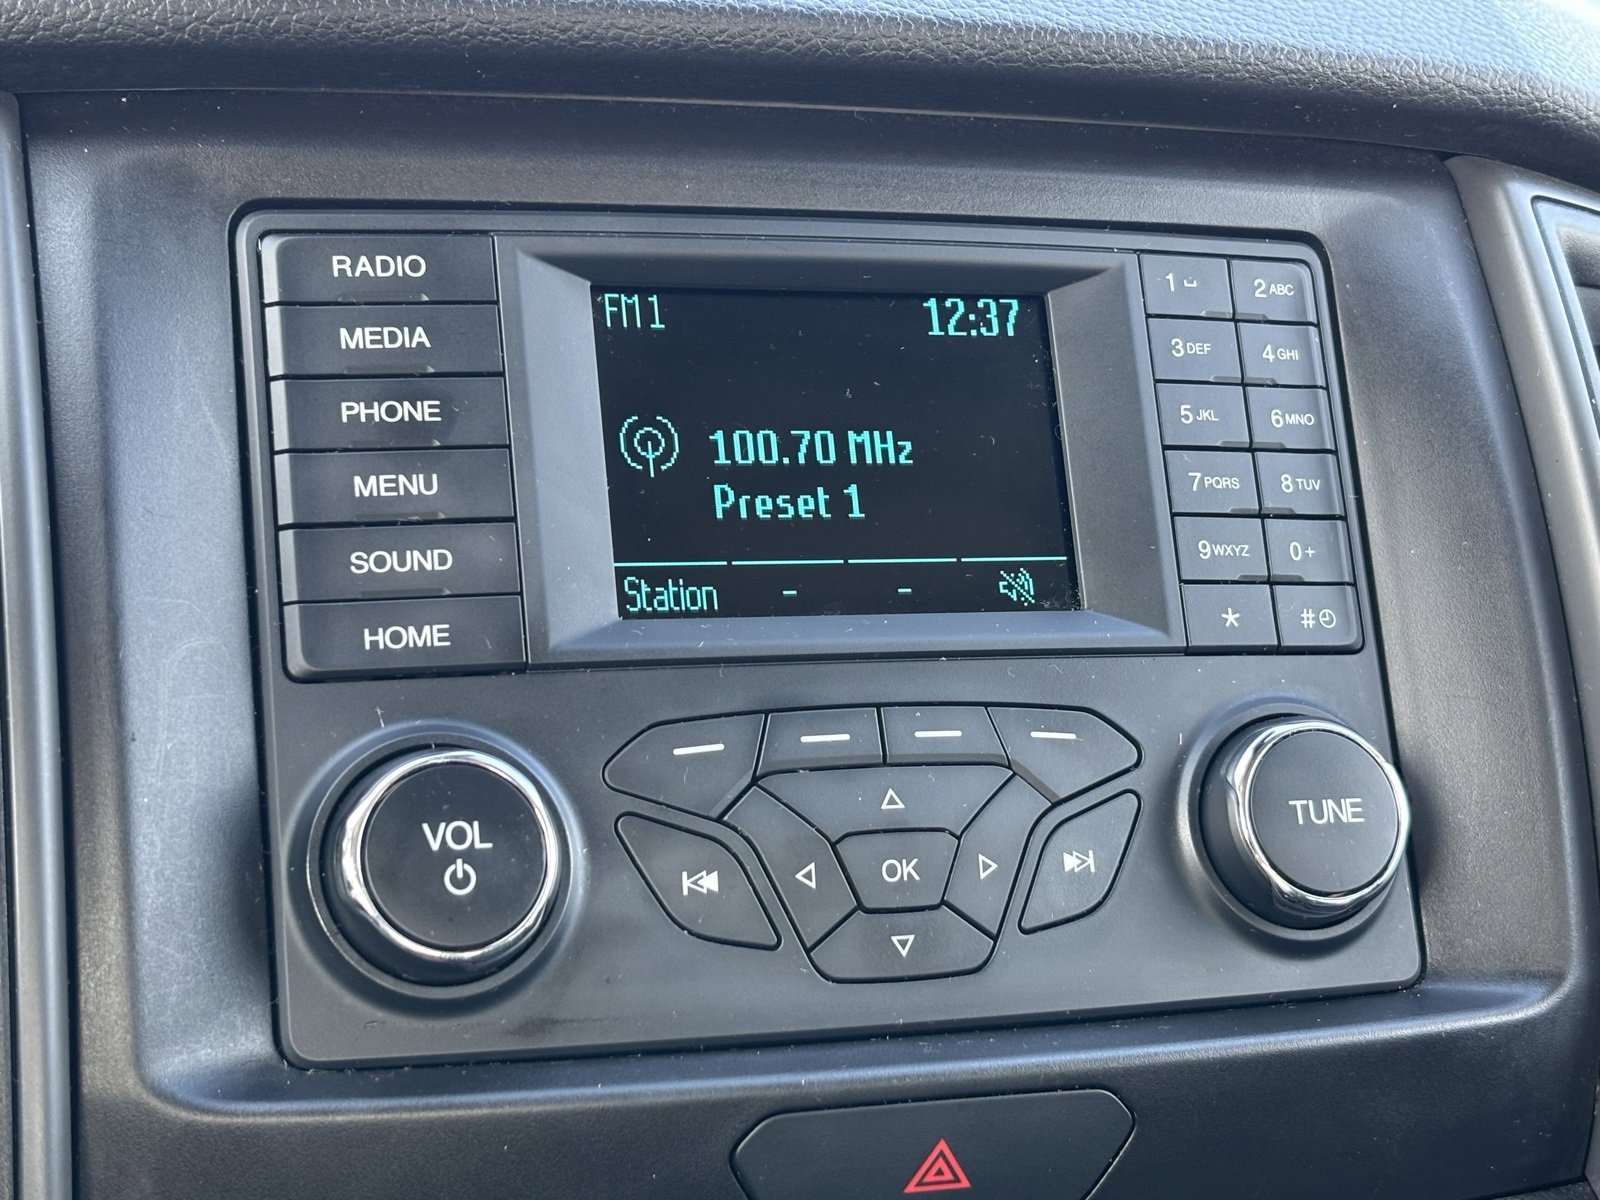 RADIO
MEDIA
PHONE
MENU
SOUND
HOME
FM1 12:37
100.70 MHz
Preset 1
Station - -
1 2ABC
3DEF 4GHI
5JKL 6MNO
7PQRS 8TUV
9WXYZ 0+
* #
VOL
OK
TUNE